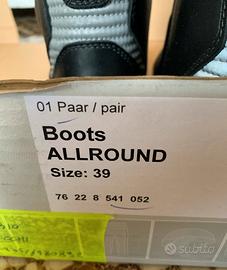 01 Paar / pair
Boots
ALLROUND
Size: 39
76 22 8 541 052
subito